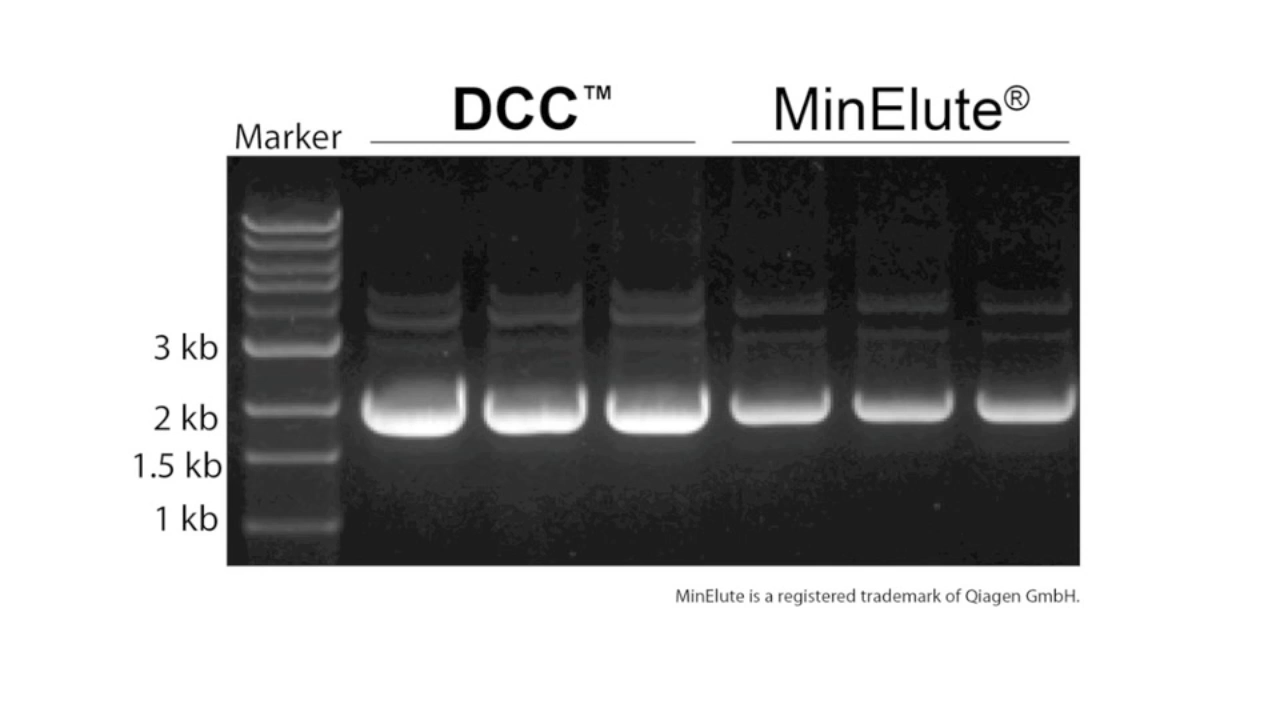 DCC™
MinElute®
Marker
3 kb
2 kb
1.5 kb
1 kb
MinElute is a registered trademark of Qiagen GmbH.